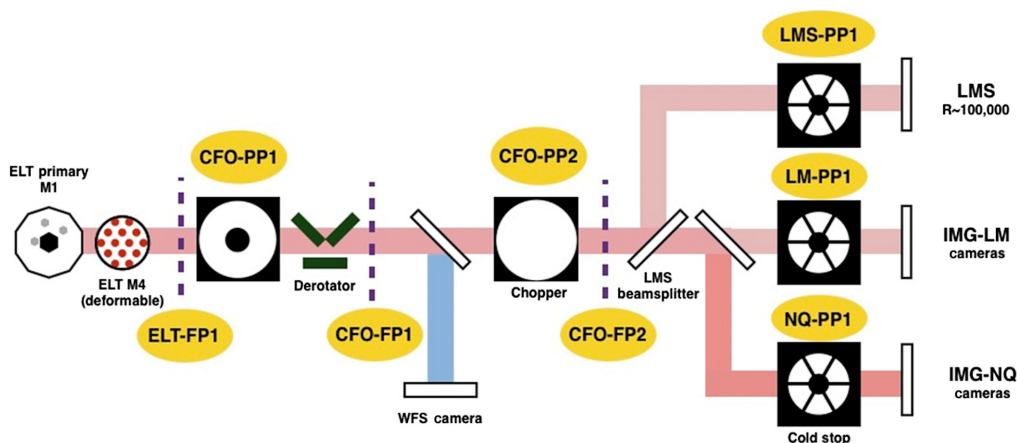 LMS-PP1
LMS
R~100,000
CFO-PP1
CFO-PP2
ELT primary
M1
LM-PP1
IMG-LM
cameras
ELT M4
(deformable)
Derotator
Chopper
LMS
beamsplitter
ELT-FP1
CFO-FP1
CFO-FP2
NQ-PP1
IMG-NQ
cameras
WFS camera
Cold stop